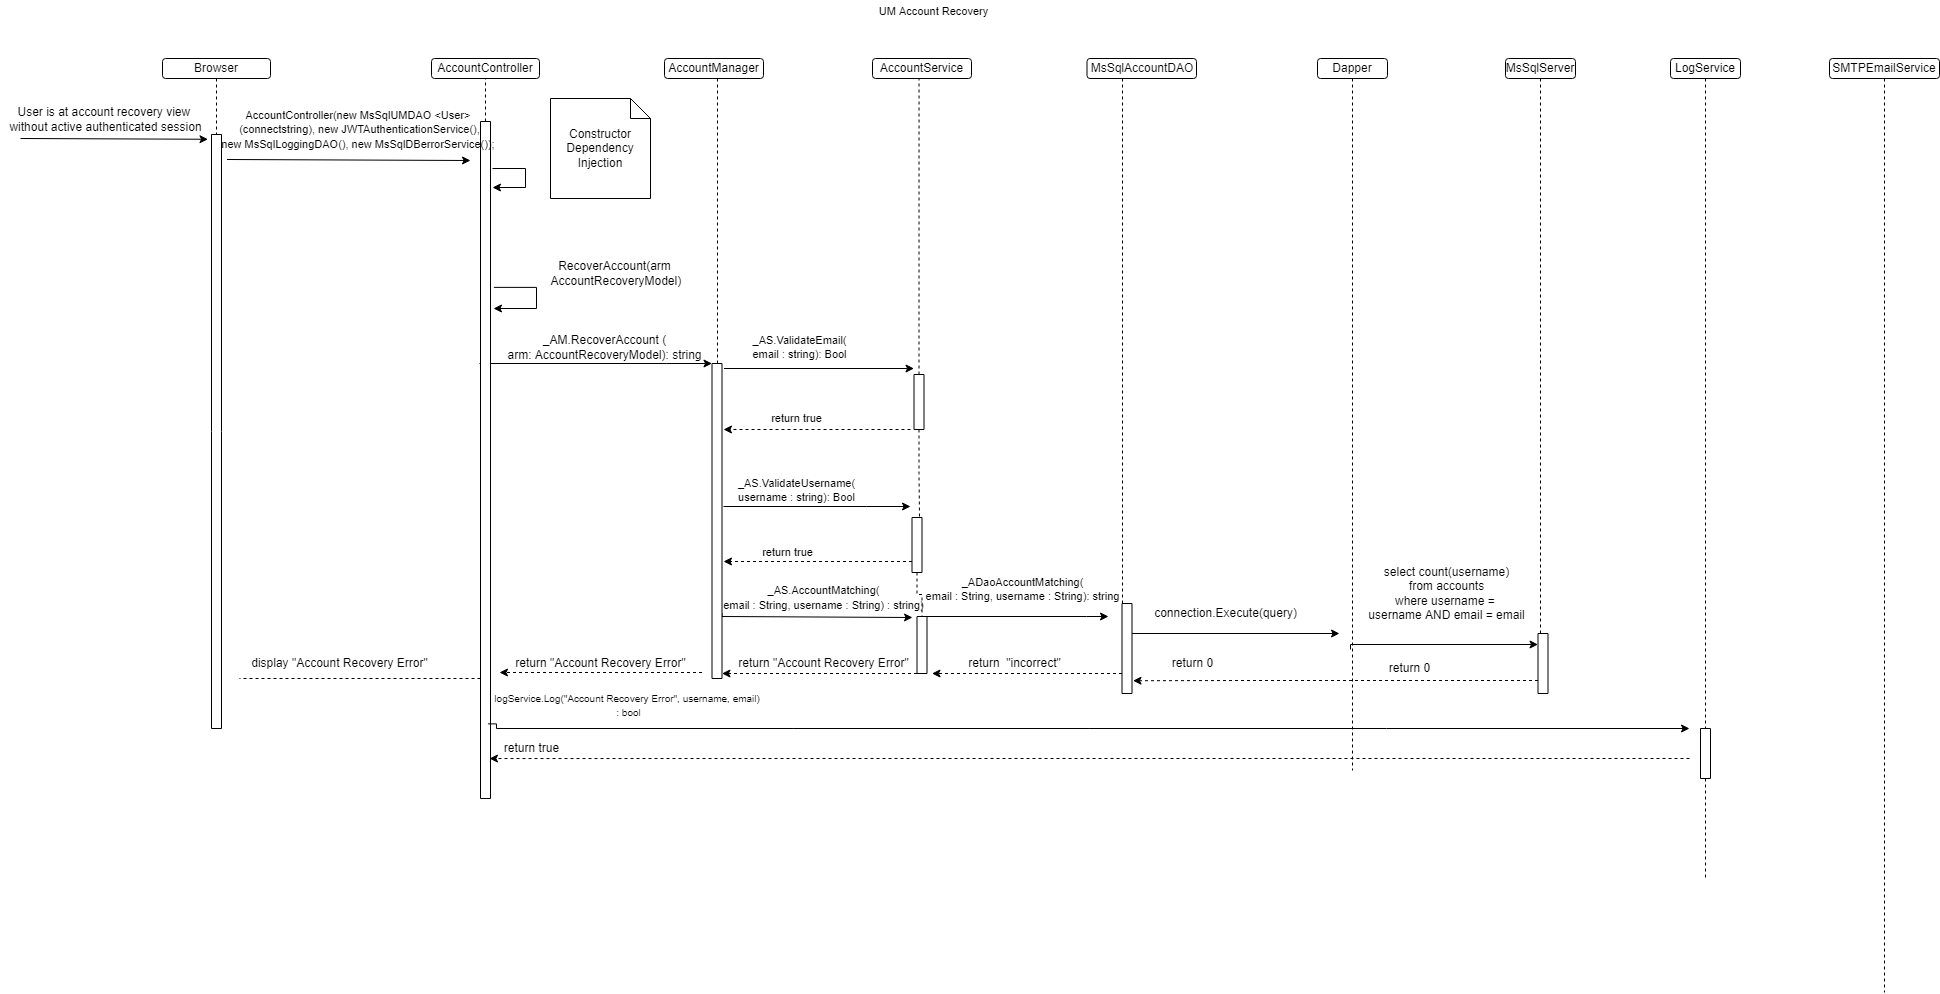 UM Account Recovery
Browser
AccountController
AccountManager
AccountService
MsSqlAccountDAO
Dapper
MsSqlServer
LogService
SMTPEmailService
User is at account recovery view
without active authenticated session
AccountController(new MsSqlUMDAO <User>
(connectstring), new JWTAuthenticationService(),
new MsSqlLoggingDAO(), new MsSqlDBerrorService());
Constructor
Dependency
Injection
RecoverAccount(arm
AccountRecoveryModel)
_AM.RecoverAccount (
arm: AccountRecoveryModel): string
_AS.ValidateEmail(
email : string): Bool
return true
_AS.ValidateUsername(
username : string): Bool
return true
_AS.AccountMatching(
email : String, username : String) : string
_ADaoAccountMatching(
email : String, username : String): string
connection.Execute(query)
select count(username)
from accounts
where username =
username AND email = email
display "Account Recovery Error"
return "Account Recovery Error"
return "Account Recovery Error"
return "incorrect"
return 0
return 0
logService.Log("Account Recovery Error", username, email)
: bool
return true